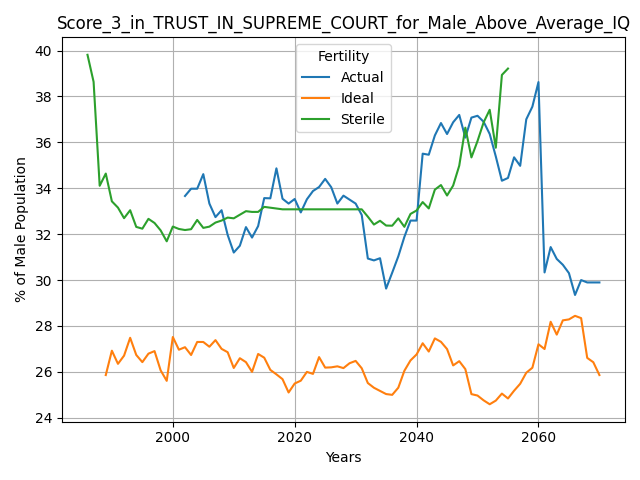 Score_3_in_TRUST_IN_SUPREME_COURT_for_Male_Above_Average_IQ
Fertility
Actual
Ideal
Sterile
% of Male Population
40
38
36
34
32
30
28
26
24
2000
2020
2040
2060
Years